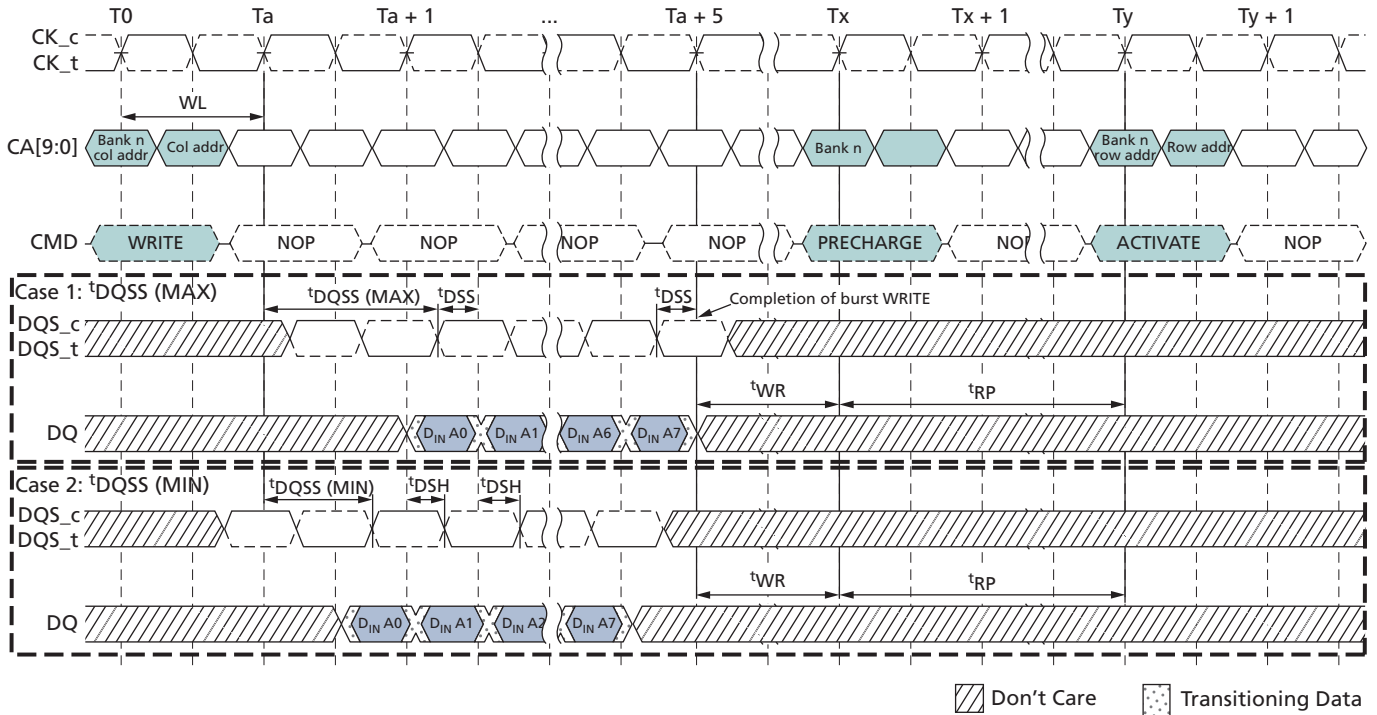 T0 Ta Ta + 1 ... Ta + 5 Tx Tx + 1 Ty Ty + 1
CK_c
CK_t
WL
CA[9:0] Bank n col addr Col addr Bank n Bank n row addr Row addr
CMD WRITE NOP NOP NOP NOP PRECHARGE NOP ACTIVATE NOP
Case 1: tDQSS (MAX)
tDQSS (MAX) tDSS tDSS Completion of burst WRITE
DQS_c
DQS_t
tWR tRP
DQ DIN A0 DIN A1 DIN A6 DIN A7
Case 2: tDQSS (MIN)
tDQSS (MIN) tDSH tDSH
DQS_c
DQS_t
tWR tRP
DQ DIN A0 DIN A1 DIN A2 DIN A7
Don't Care Transitioning Data